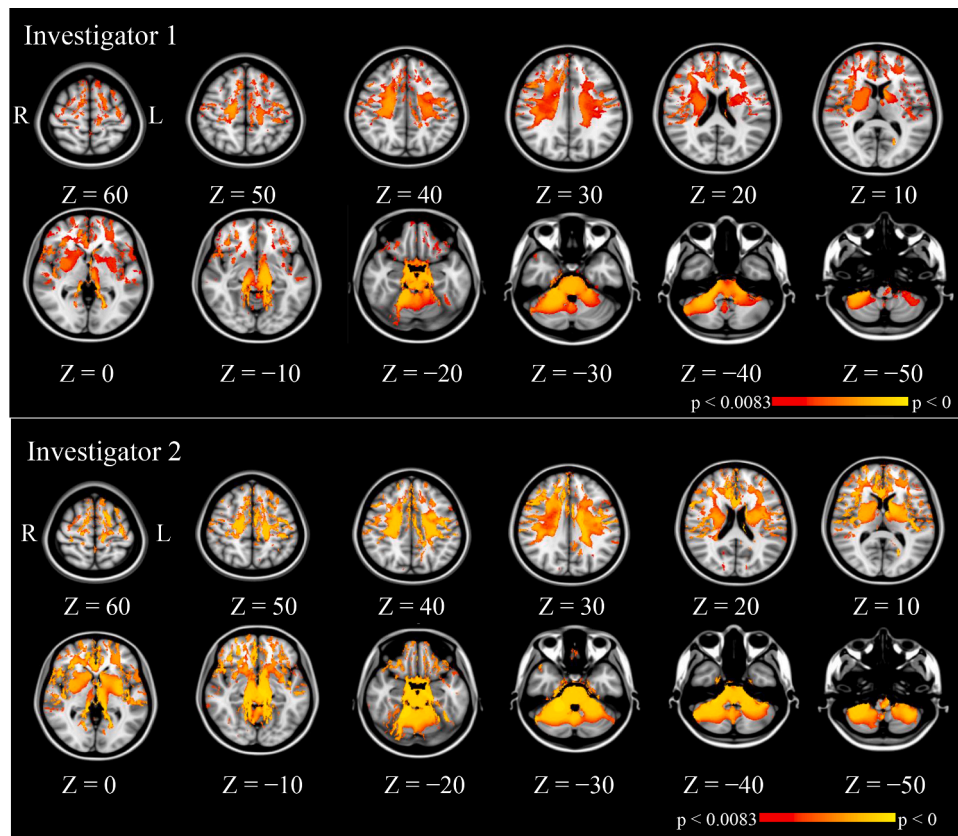 Investigator 1
R L
Z = 60 Z = 50 Z = 40 Z = 30 Z = 20 Z = 10
Z = 0 Z = −10 Z = −20 Z = −30 Z = −40 Z = −50
p < 0.0083 p < 0
Investigator 2
R L
Z = 60 Z = 50 Z = 40 Z = 30 Z = 20 Z = 10
Z = 0 Z = −10 Z = −20 Z = −30 Z = −40 Z = −50
p < 0.0083 p < 0